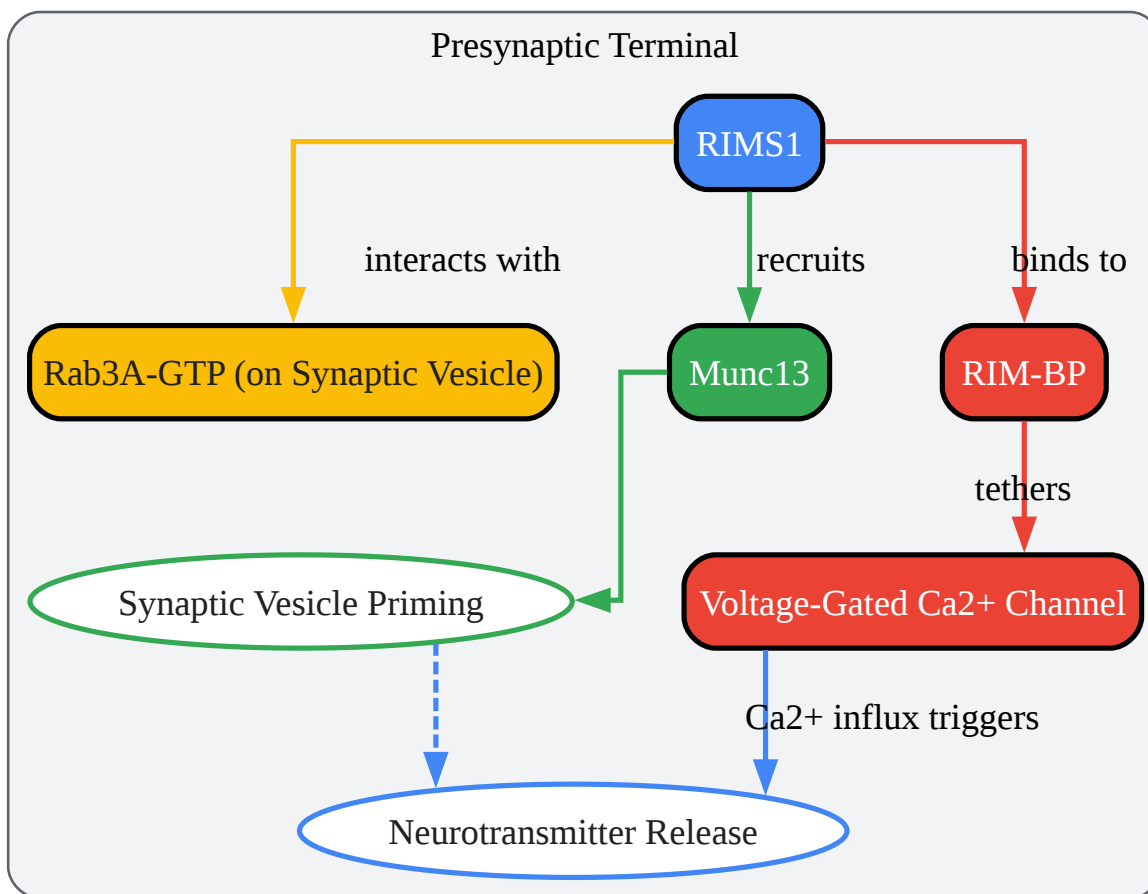 Presynaptic Terminal
RIMS1
interacts with
recruits
binds to
Rab3A-GTP (on Synaptic Vesicle)
Munc13
RIM-BP
tethers
Synaptic Vesicle Priming
Voltage-Gated Ca2+ Channel
Ca2+ influx triggers
Neurotransmitter Release